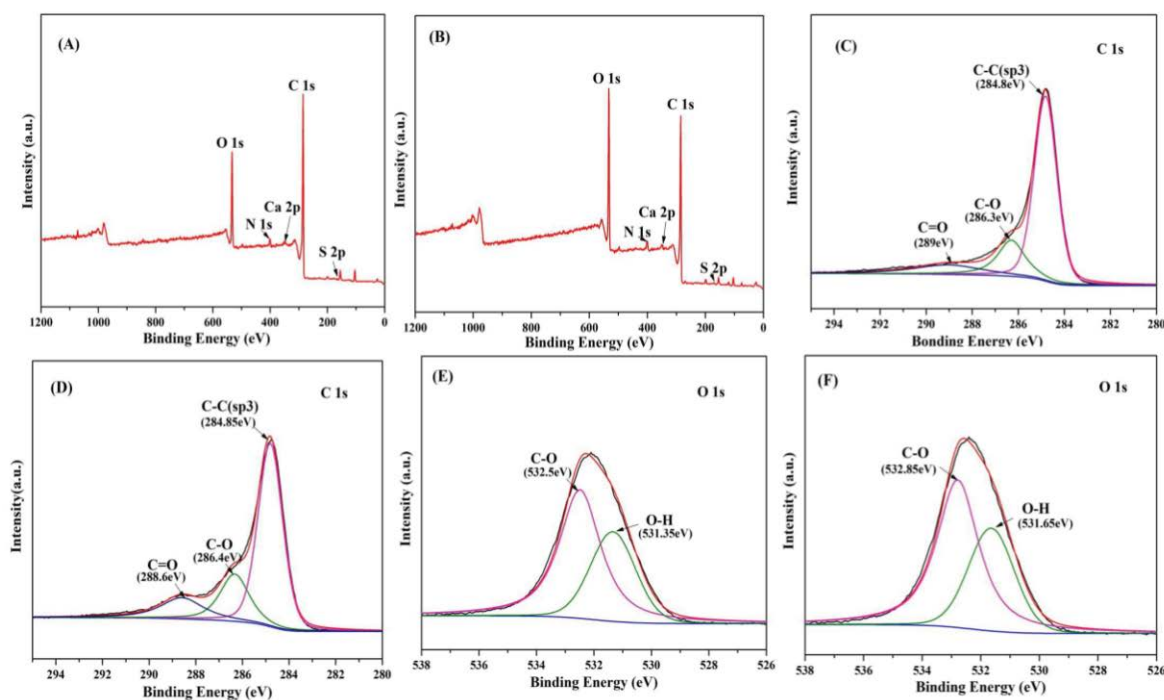 (A)
C 1s
O 1s
Ca 2p
N 1s
S 2p
Intensity (a.u.)
1200 1000 800 600 400 200 0
Binding Energy (eV)
(B)
O 1s
C 1s
Ca 2p
N 1s
S 2p
Intensity (a.u.)
1200 1000 800 600 400 200 0
Binding Energy (eV)
(C)
C 1s
C-C(sp3)
(284.8eV)
C-O
(286.3eV)
C=O
(289eV)
Intensity (a.u.)
294 292 290 288 286 284 282 280
Bonding Energy (eV)
(D)
C 1s
C-C(sp3)
(284.85eV)
C-O
(286.4eV)
C=O
(288.6eV)
Intensity(a.u.)
294 292 290 288 286 284 282 280
Binding Energy (eV)
(E)
O 1s
C-O
(532.5eV)
O-H
(531.35eV)
Intensity (a.u.)
538 536 534 532 530 528 526
Binding Energy (eV)
(F)
O 1s
C-O
(532.85eV)
O-H
(531.65eV)
Intensity (a.u.)
538 536 534 532 530 528 526
Binding Energy (eV)